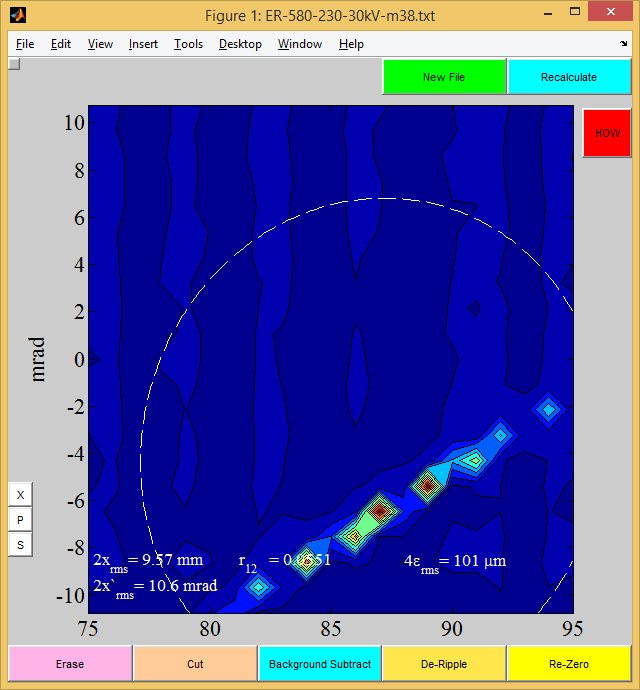 Figure 1: ER-580-230-30kV-m38.txt
File Edit View Insert Tools Desktop Window Help
New File Recalculate
HOW
10
8
6
4
2
0
-2
-4
-6
-8
-10
mrad
X
P
S
2x_rms = 9.57 mm r_12 = 0.0551 4ε_rms = 101 μm
2x`_rms = 10.6 mrad
75 80 85 90 95
Erase Cut Background Subtract De-Ripple Re-Zero